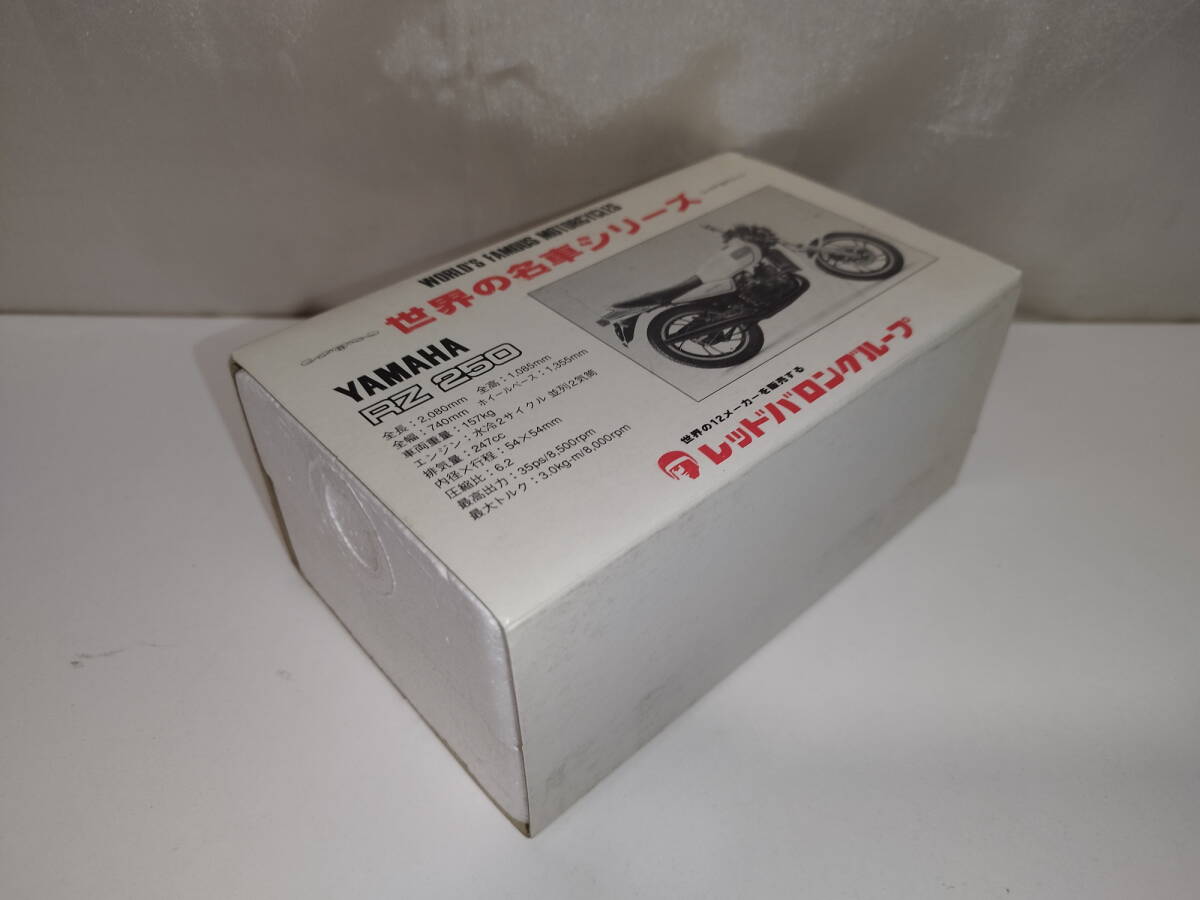 WORLD'S FAMOUS MOTORCYCLES
世界の名車シリーズ
YAMAHA
RZ 250
全長：2,080mm 全高：1,085mm
全幅：740mm ホイールベース：1,355mm
車両重量：157kg
エンジン：水冷2サイクル 並列2気筒
排気量：247cc
内径×行程：54×54mm
圧縮比：6.2
最高出力：35ps/8,500rpm
最大トルク：3.0kg-m/8,000rpm
世界の12メーカーを販売する
レッドバロングループ